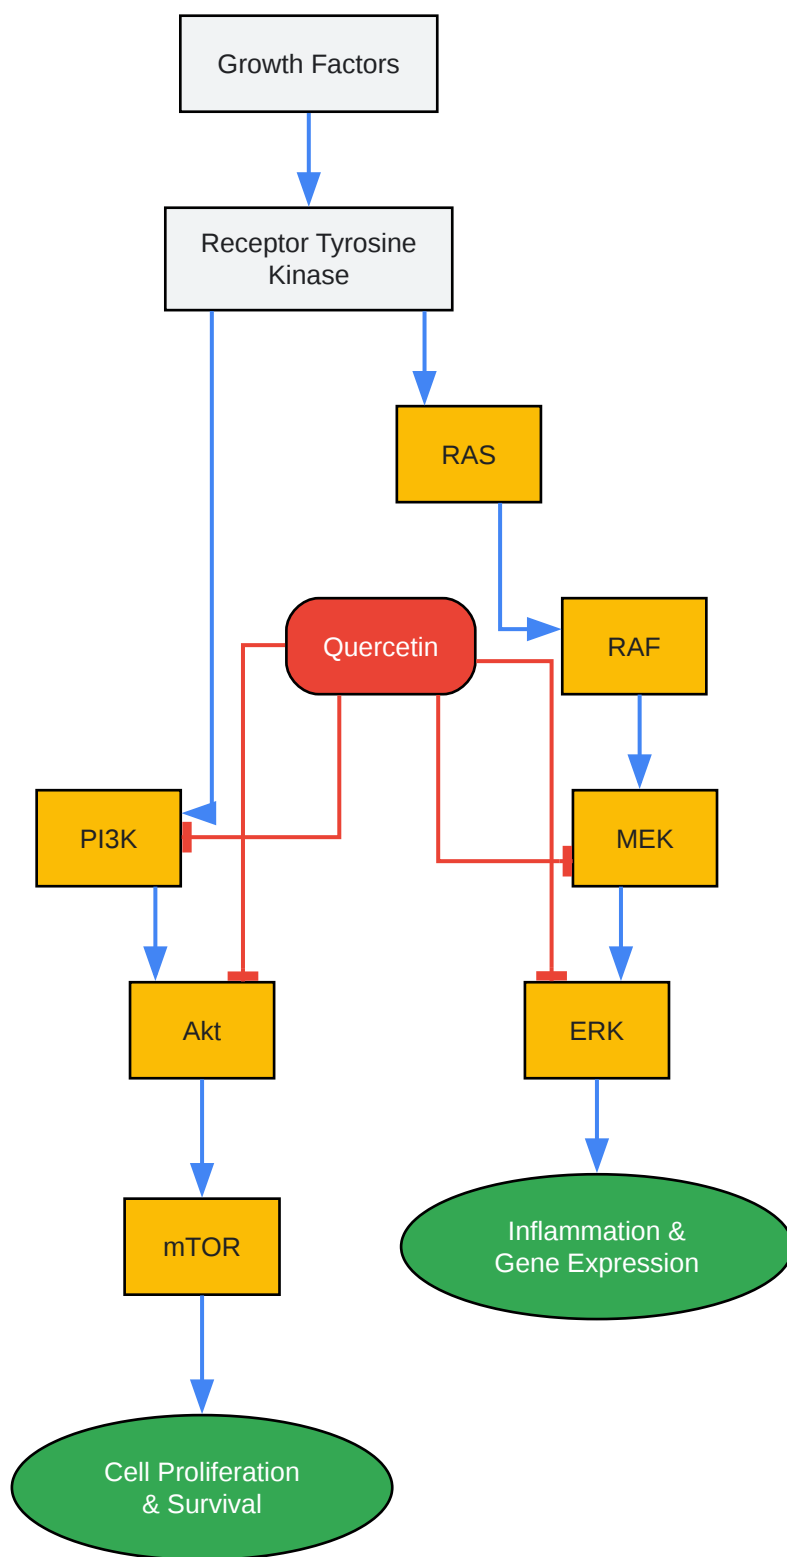 Growth Factors
Receptor Tyrosine
Kinase
RAS
Quercetin
RAF
PI3K
MEK
Akt
ERK
mTOR
Inflammation &
Gene Expression
Cell Proliferation
& Survival